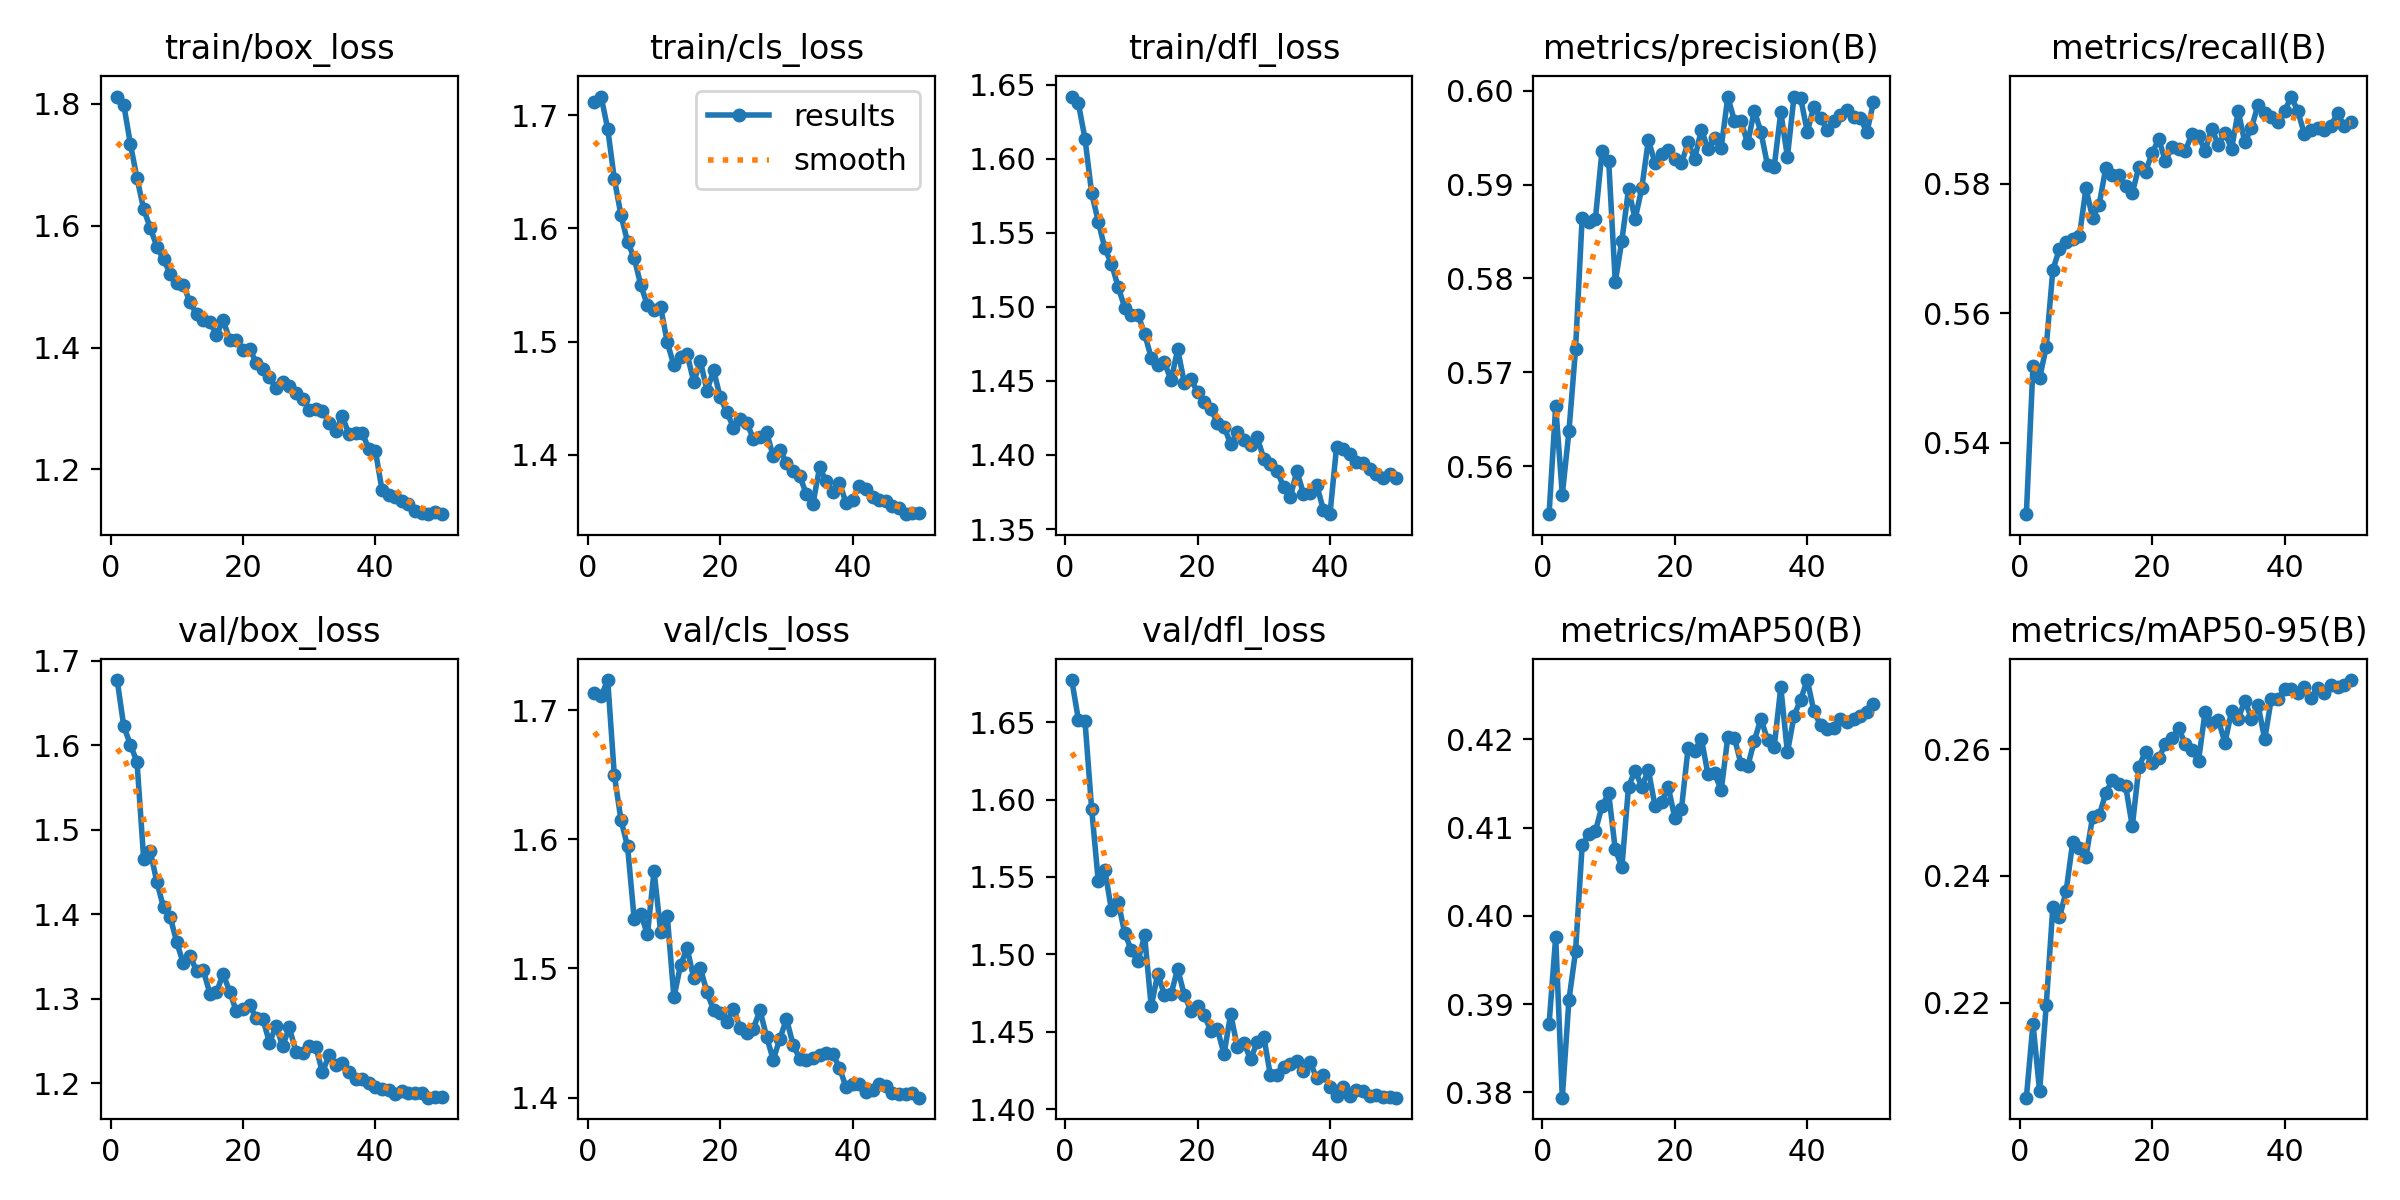 train/box_loss
train/cls_loss
train/dfl_loss
metrics/precision(B)
metrics/recall(B)
1.8
1.6
1.4
1.2
0 20 40
1.7
1.6
1.5
1.4
0 20 40
results
smooth
1.65
1.60
1.55
1.50
1.45
1.40
1.35
0 20 40
0.60
0.59
0.58
0.57
0.56
0 20 40
0.58
0.56
0.54
0 20 40
val/box_loss
val/cls_loss
val/dfl_loss
metrics/mAP50(B)
metrics/mAP50-95(B)
1.7
1.6
1.5
1.4
1.3
1.2
0 20 40
1.7
1.6
1.5
1.4
0 20 40
1.65
1.60
1.55
1.50
1.45
1.40
0 20 40
0.42
0.41
0.40
0.39
0.38
0 20 40
0.26
0.24
0.22
0 20 40